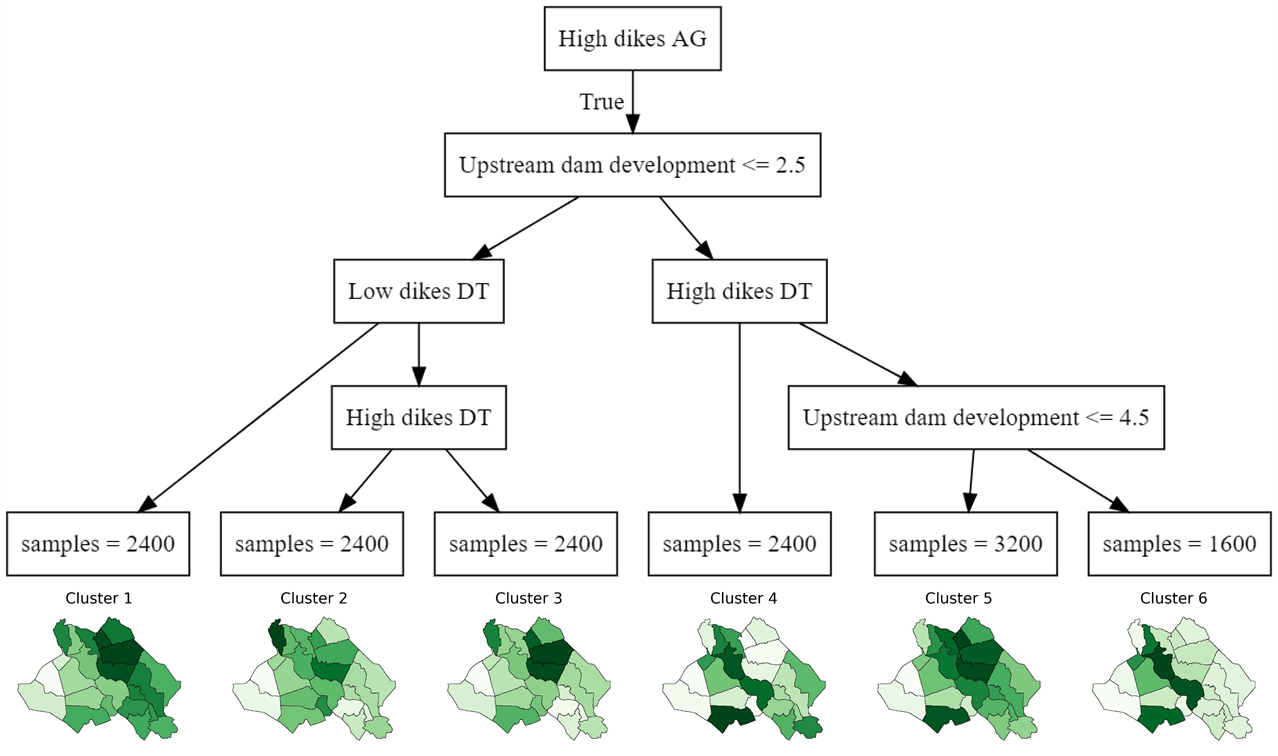 High dikes AG
True
Upstream dam development <= 2.5
Low dikes DT
High dikes DT
High dikes DT
Upstream dam development <= 4.5
samples = 2400
samples = 2400
samples = 2400
samples = 2400
samples = 3200
samples = 1600
Cluster 1
Cluster 2
Cluster 3
Cluster 4
Cluster 5
Cluster 6